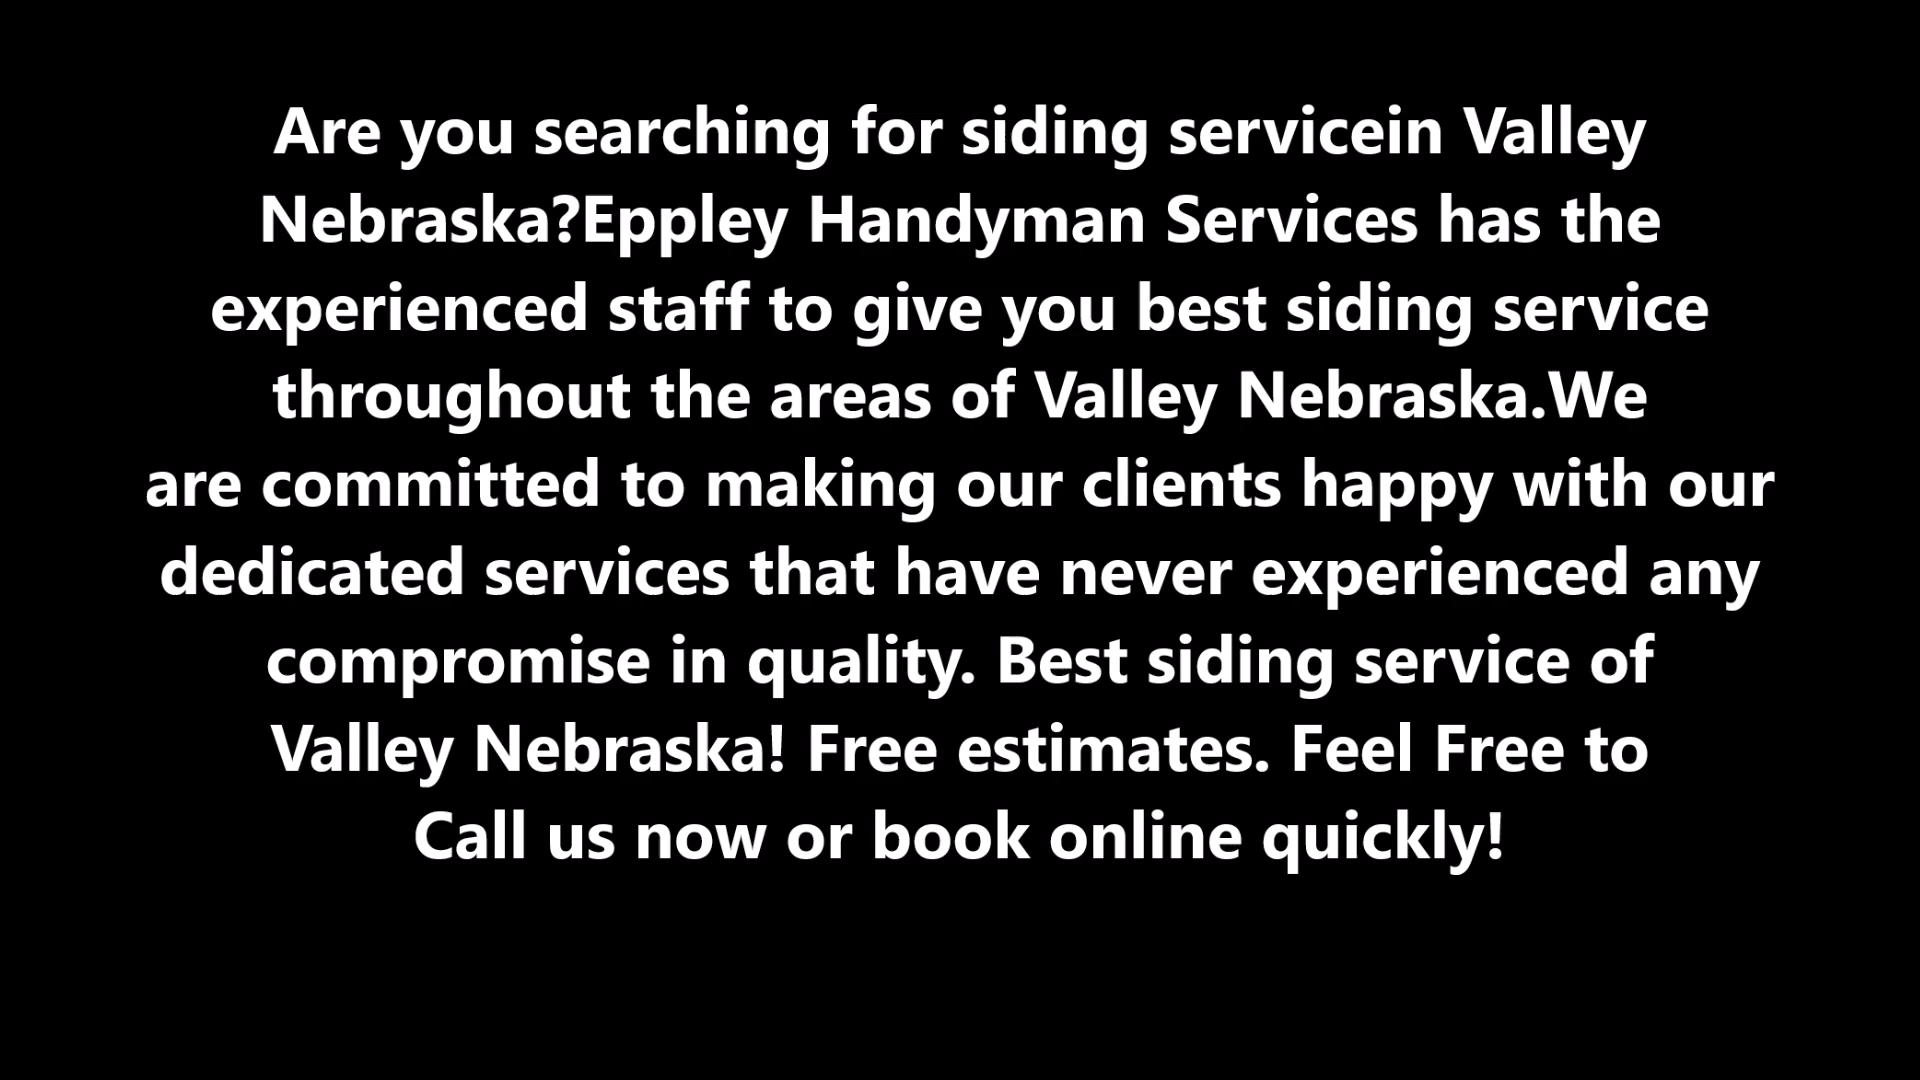 Are you searching for siding servicein Valley
Nebraska?Eppley Handyman Services has the
experienced staff to give you best siding service
throughout the areas of Valley Nebraska.We
are committed to making our clients happy with our
dedicated services that have never experienced any
compromise in quality. Best siding service of
Valley Nebraska! Free estimates. Feel Free to
Call us now or book online quickly!